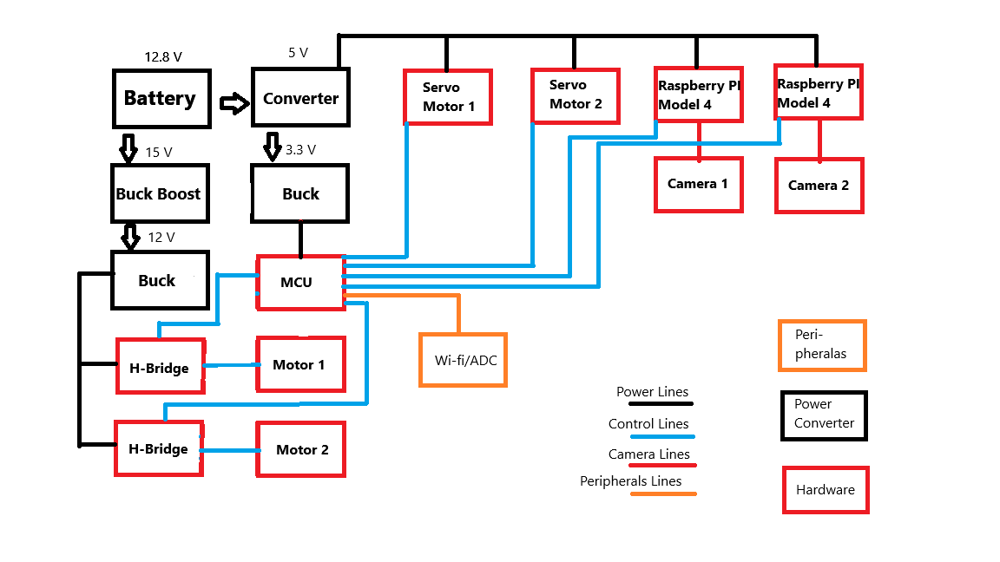 12.8 V
5 V
Battery
Converter
Servo
Motor 1
Servo
Motor 2
Raspberry PI
Model 4
Raspberry PI
Model 4
15 V
3.3 V
Buck Boost
Buck
Camera 1
Camera 2
12 V
Buck
MCU
H-Bridge
Motor 1
Wi-fi/ADC
Peri-
pheralas
H-Bridge
Motor 2
Power Lines
Control Lines
Camera Lines
Peripherals Lines
Power
Converter
Hardware